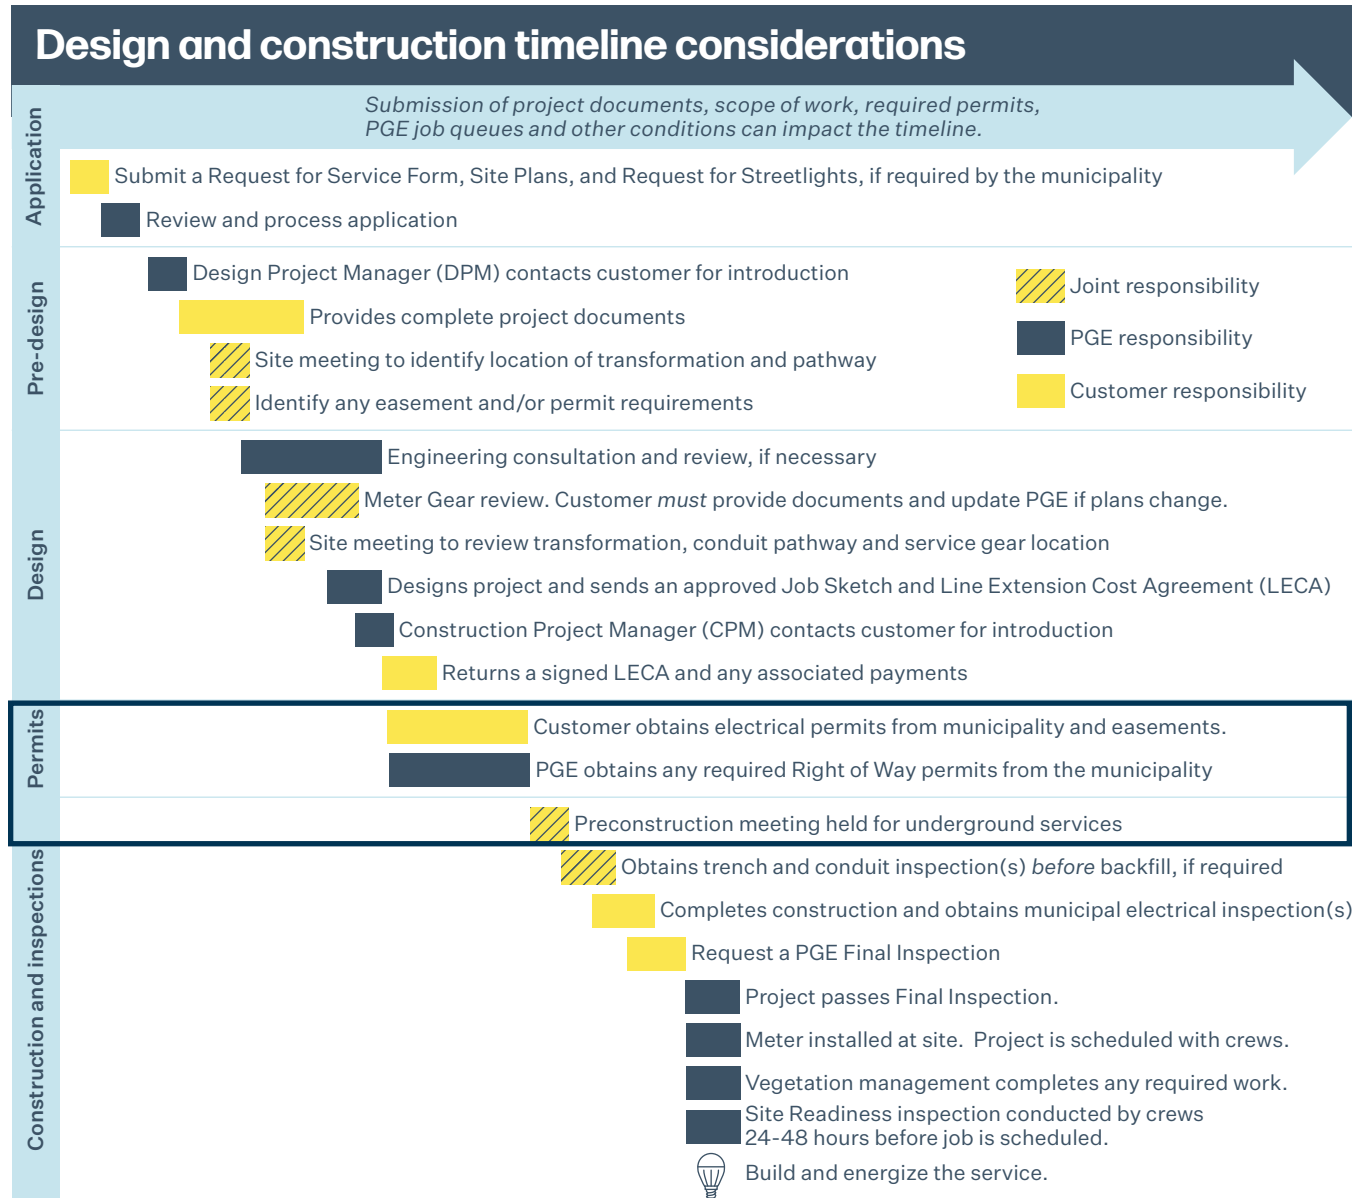 Design and construction timeline considerations
Submission of project documents, scope of work, required permits,
PGE job queues and other conditions can impact the timeline.
Application
Submit a Request for Service Form, Site Plans, and Request for Streetlights, if required by the municipality
Review and process application
Pre-design
Design Project Manager (DPM) contacts customer for introduction
Provides complete project documents
Site meeting to identify location of transformation and pathway
Identify any easement and/or permit requirements
Joint responsibility
PGE responsibility
Customer responsibility
Design
Engineering consultation and review, if necessary
Meter Gear review. Customer must provide documents and update PGE if plans change.
Site meeting to review transformation, conduit pathway and service gear location
Designs project and sends an approved Job Sketch and Line Extension Cost Agreement (LECA)
Construction Project Manager (CPM) contacts customer for introduction
Returns a signed LECA and any associated payments
Permits
Customer obtains electrical permits from municipality and easements.
PGE obtains any required Right of Way permits from the municipality
Construction and inspections
Preconstruction meeting held for underground services
Obtains trench and conduit inspection(s) before backfill, if required
Completes construction and obtains municipal electrical inspection(s)
Request a PGE Final Inspection
Project passes Final Inspection.
Meter installed at site. Project is scheduled with crews.
Vegetation management completes any required work.
Site Readiness inspection conducted by crews
24-48 hours before job is scheduled.
Build and energize the service.